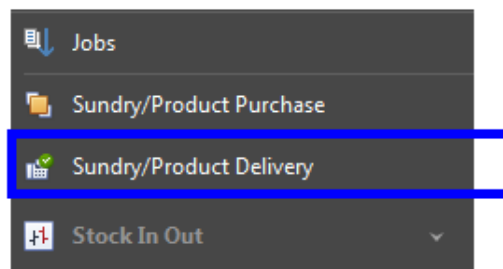 Jobs
Sundry/Product Purchase
Sundry/Product Delivery
Stock In Out